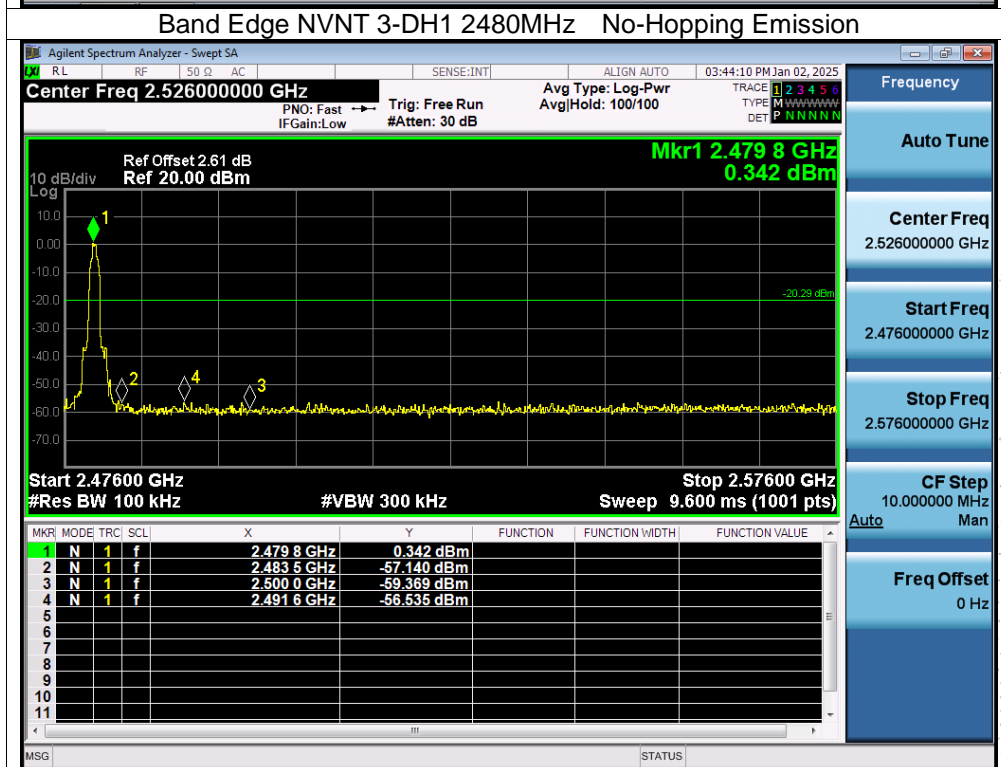 Band Edge NVNT 3-DH1 2480MHz No-Hopping Emission
Agilent Spectrum Analyzer - Swept SA
LXI RL RF 50 Ω AC SENSE:INT ALIGN AUTO 03:44:10 PM Jan 02, 2025
Center Freq 2.526000000 GHz
PNO: Fast
IFGain:Low
Trig: Free Run
#Atten: 30 dB
Avg Type: Log-Pwr
Avg|Hold: 100/100
TRACE 1 2 3 4 5 6
TYPE M WWWWW
DET P N N N N N
Frequency
Mkr1 2.479 8 GHz
0.342 dBm
Ref Offset 2.61 dB
10 dB/div Ref 20.00 dBm
Log
10.0
0.00
-10.0
-20.0
-30.0
-40.0
-50.0
-60.0
-70.0
1
2
4
3
-20.29 dBm
Start 2.47600 GHz Stop 2.57600 GHz
#Res BW 100 kHz #VBW 300 kHz Sweep 9.600 ms (1001 pts)
MKR MODE TRC SCL X Y FUNCTION FUNCTION WIDTH FUNCTION VALUE
1 N 1 f 2.479 8 GHz 0.342 dBm
2 N 1 f 2.483 5 GHz -57.140 dBm
3 N 1 f 2.500 0 GHz -59.369 dBm
4 N 1 f 2.491 6 GHz -56.535 dBm
5
6
7
8
9
10
11
MSG STATUS
Auto Tune
Center Freq
2.526000000 GHz
Start Freq
2.476000000 GHz
Stop Freq
2.576000000 GHz
CF Step
10.000000 MHz
Auto Man
Freq Offset
0 Hz